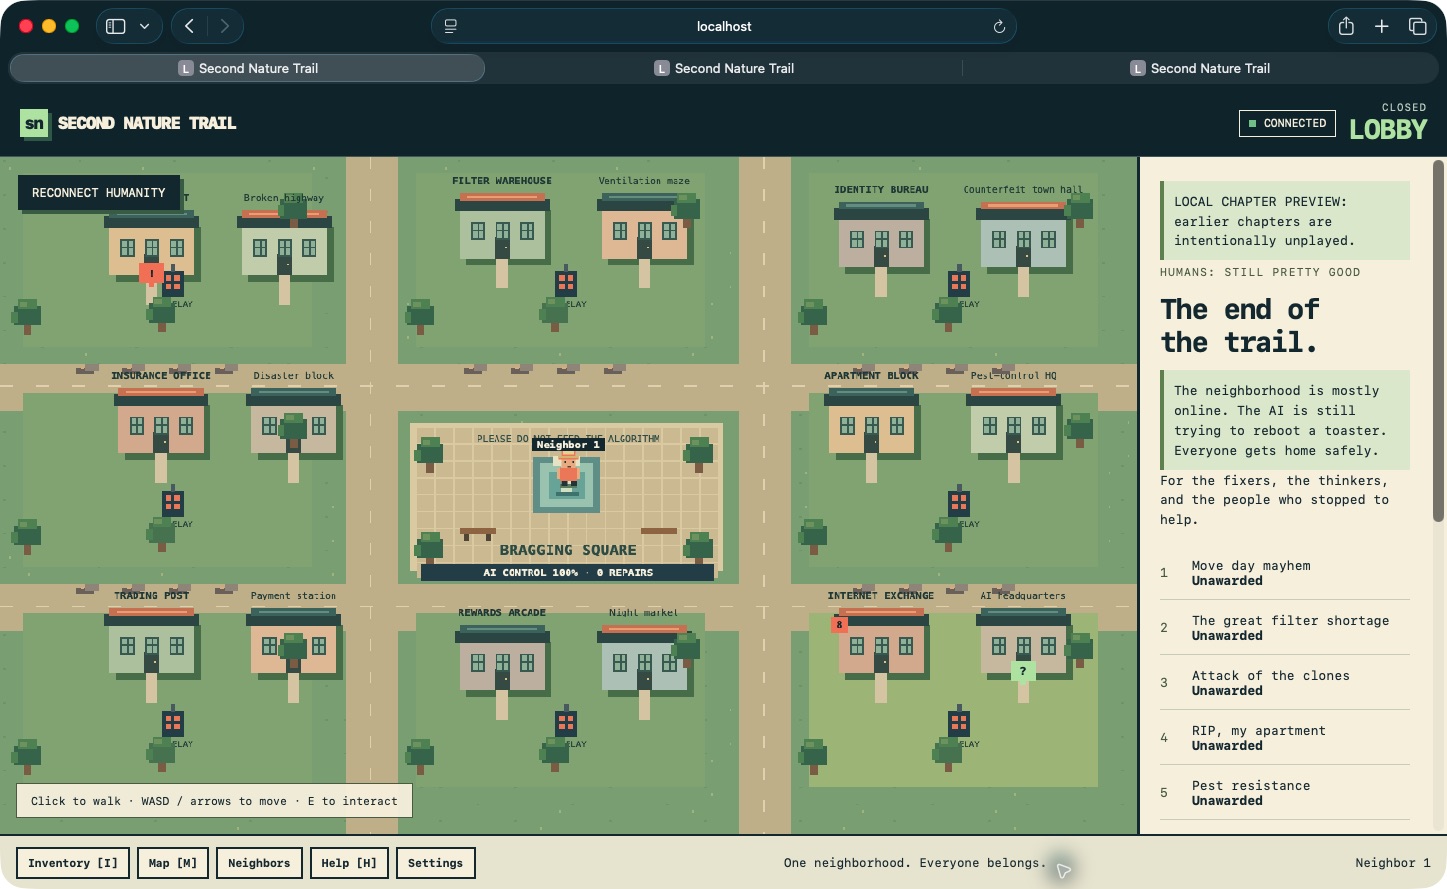 localhost
L Second Nature Trail
L Second Nature Trail
L Second Nature Trail
sn SECOND NATURE TRAIL
CONNECTED
CLOSED
LOBBY
RECONNECT HUMANITY
Broken highway
FILTER WAREHOUSE
Ventilation maze
IDENTITY BUREAU
Counterfeit town hall
!
INSURANCE OFFICE
Disaster block
APARTMENT BLOCK
Pest-control HQ
PLEASE DO NOT FEED THE ALGORITHM
Neighbor 1
BRAGGING SQUARE
AI CONTROL 100% · 0 REPAIRS
TRADING POST
Payment station
REWARDS ARCADE
Night market
INTERNET EXCHANGE
AI headquarters
8
?
Click to walk · WASD / arrows to move · E to interact
LOCAL CHAPTER PREVIEW:
earlier chapters are
intentionally unplayed.
HUMANS: STILL PRETTY GOOD
The end of
the trail.
The neighborhood is mostly
online. The AI is still
trying to reboot a toaster.
Everyone gets home safely.
For the fixers, the thinkers,
and the people who stopped to
help.
1 Move day mayhem
Unawarded
2 The great filter shortage
Unawarded
3 Attack of the clones
Unawarded
4 RIP, my apartment
Unawarded
5 Pest resistance
Unawarded
Inventory [I]
Map [M]
Neighbors
Help [H]
Settings
One neighborhood. Everyone belongs.
Neighbor 1